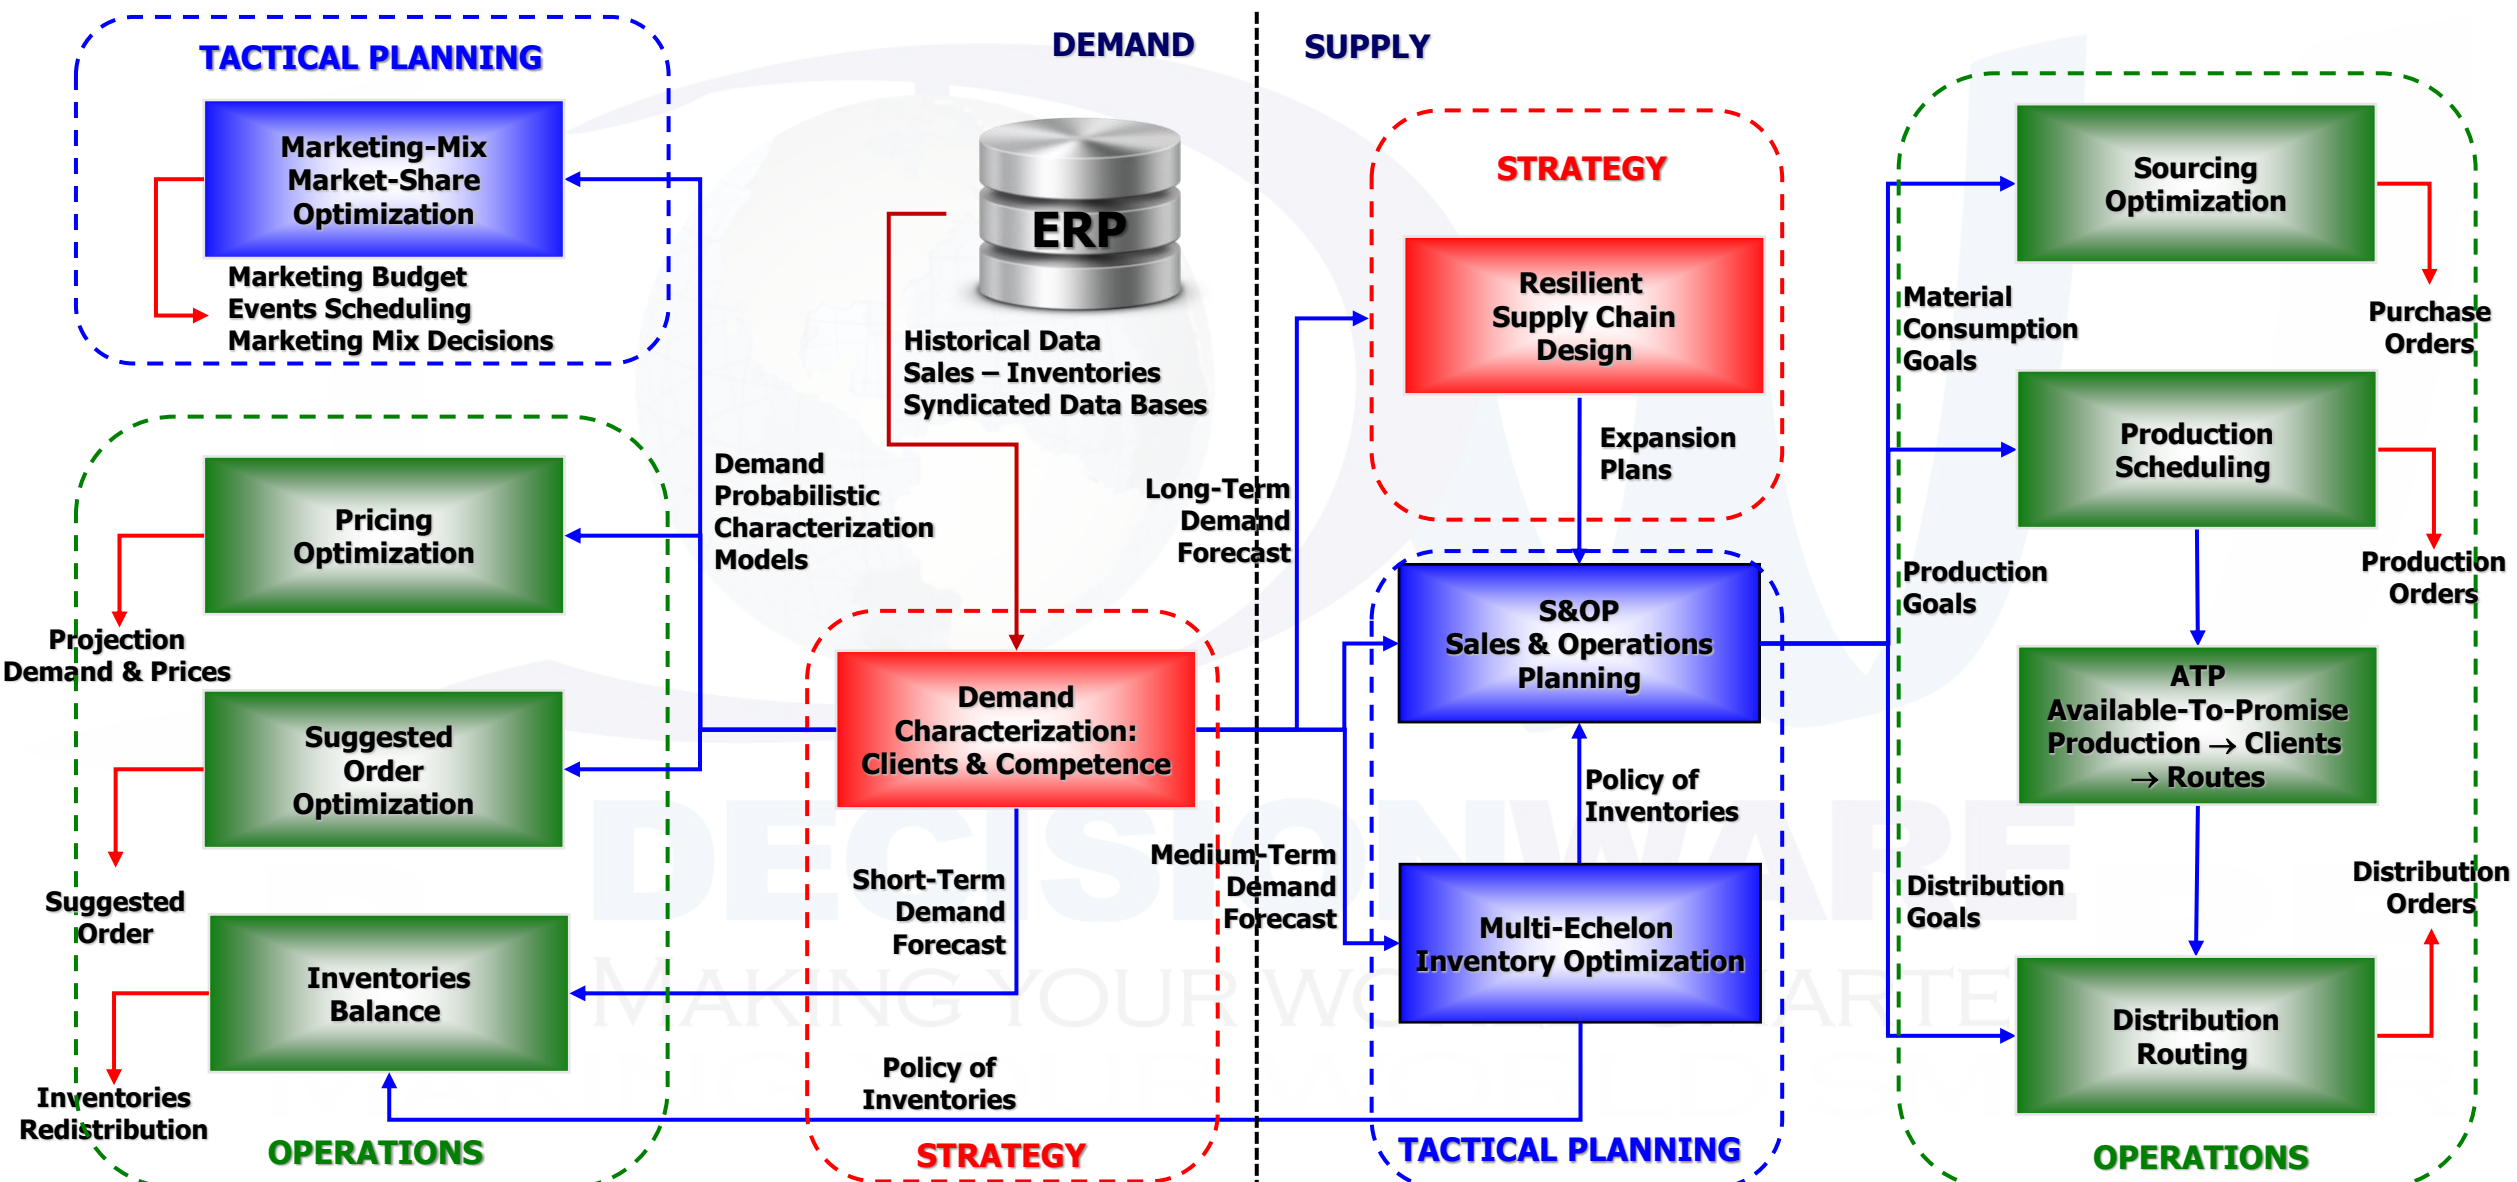 TACTICAL PLANNING
Marketing-Mix
Market-Share
Optimization
Marketing Budget
Events Scheduling
Marketing Mix Decisions
DEMAND
SUPPLY
ERP
Historical Data
Sales – Inventories
Syndicated Data Bases
Demand
Probabilistic
Characterization
Models
Pricing
Optimization
Projection
Demand & Prices
Suggested
Order
Optimization
Suggested
Order
Inventories
Balance
Inventories
Redistribution
OPERATIONS
Demand
Characterization:
Clients & Competence
Short-Term
Demand
Forecast
Policy of
Inventories
STRATEGY
Long-Term
Demand
Forecast
Medium-Term
Demand
Forecast
STRATEGY
Resilient
Supply Chain
Design
Expansion
Plans
S&OP
Sales & Operations
Planning
Policy of
Inventories
Multi-Echelon
Inventory Optimization
TACTICAL PLANNING
Material
Consumption
Goals
Production
Goals
Distribution
Goals
Sourcing
Optimization
Purchase
Orders
Production
Scheduling
Production
Orders
ATP
Available-To-Promise
Production → Clients
→ Routes
Distribution
Orders
Distribution
Routing
OPERATIONS
DECISIONWARE